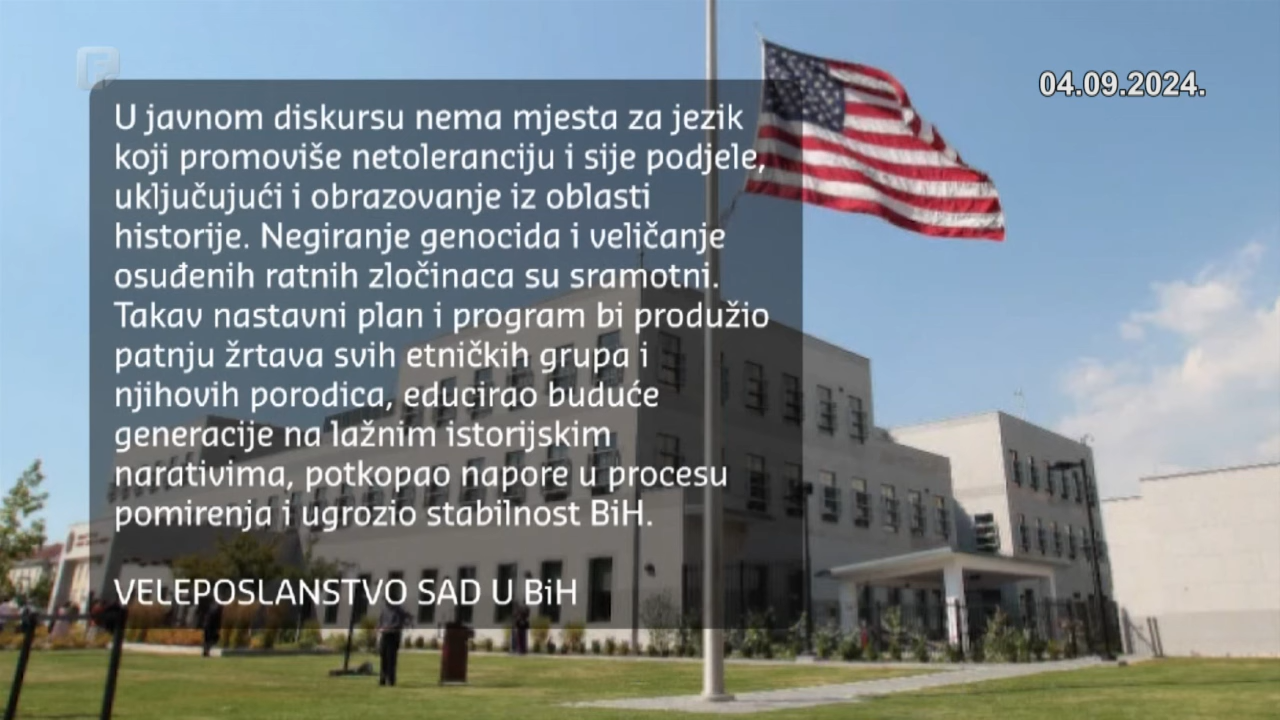 04.09.2024.
U javnom diskursu nema mjesta za jezik
koji promoviše netoleranciju i sije podjele,
uključujući i obrazovanje iz oblasti
historije. Negiranje genocida i veličanje
osuđenih ratnih zločinaca su sramotni.
Takav nastavni plan i program bi produžio
patnju žrtava svih etničkih grupa i
njihovih porodica, educirao buduće
generacije na lažnim istorijskim
narativima, potkopao napore u procesu
pomirenja i ugrozio stabilnost BiH.
VELEPOSLANSTVO SAD U BiH